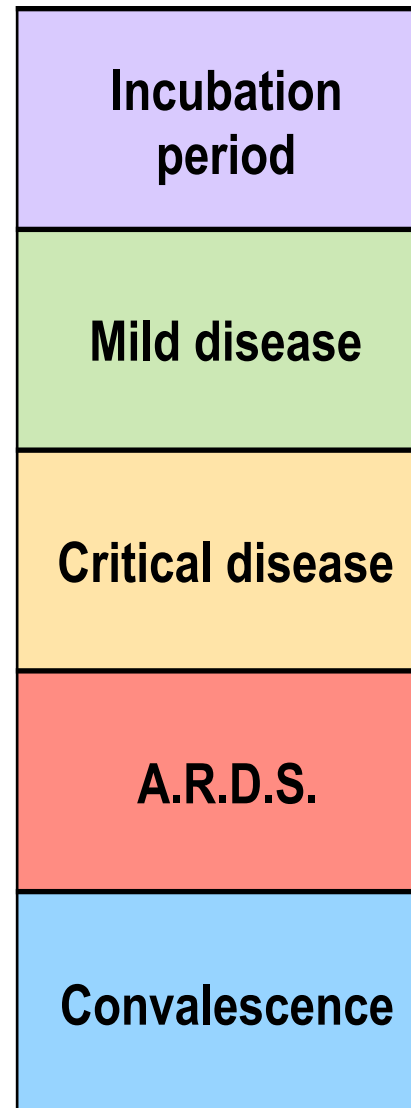 Incubation
period
Mild disease
Critical disease
A.R.D.S.
Convalescence